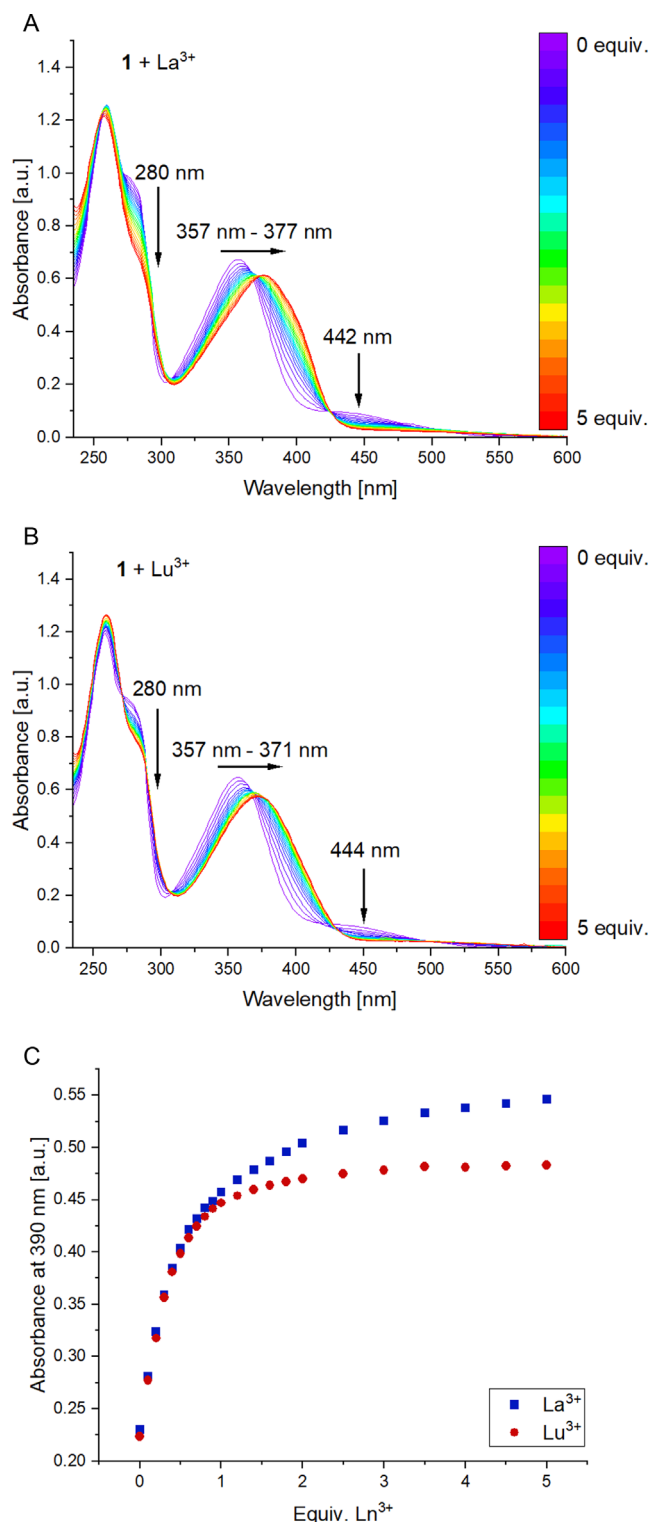 A
1 + La³⁺
0 equiv.
280 nm
357 nm - 377 nm
442 nm
5 equiv.
Absorbance [a.u.]
1.4
1.2
1.0
0.8
0.6
0.4
0.2
0.0
250 300 350 400 450 500 550 600
Wavelength [nm]
B
1 + Lu³⁺
0 equiv.
280 nm
357 nm - 371 nm
444 nm
5 equiv.
Absorbance [a.u.]
1.4
1.2
1.0
0.8
0.6
0.4
0.2
0.0
250 300 350 400 450 500 550 600
Wavelength [nm]
C
Absorbance at 390 nm [a.u.]
0.55
0.50
0.45
0.40
0.35
0.30
0.25
0.20
La³⁺
Lu³⁺
0 1 2 3 4 5
Equiv. Ln³⁺